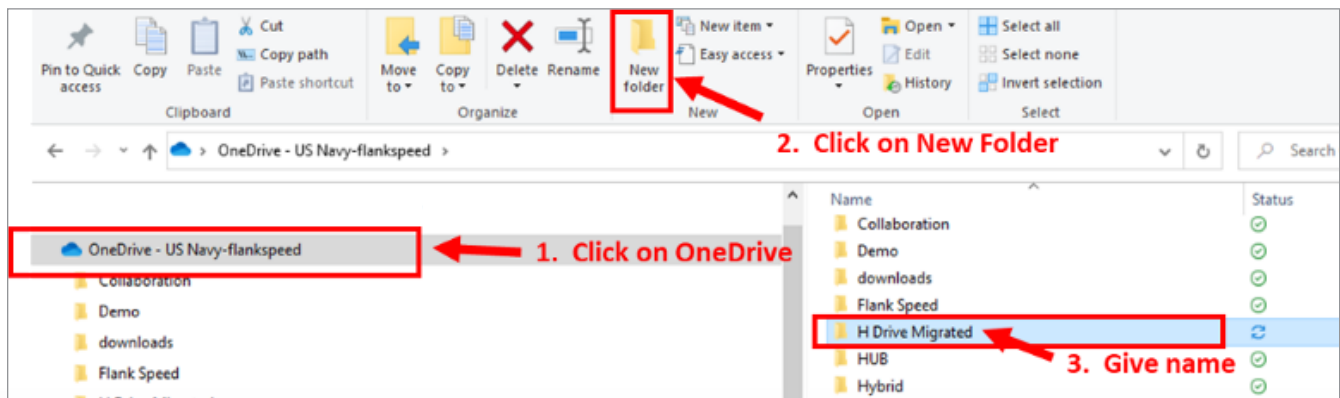 Pin to Quick access
Copy
Paste
Cut
Copy path
Paste shortcut
Clipboard
Move to
Copy to
Delete
Rename
Organize
New folder
New item
Easy access
New
Properties
Open
Edit
History
Open
Select all
Select none
Invert selection
Select
2. Click on New Folder
OneDrive - US Navy-flankspeed
Search
OneDrive - US Navy-flankspeed
1. Click on OneDrive
Collaboration
Demo
downloads
Flank Speed
Name
Status
Collaboration
Demo
downloads
Flank Speed
H Drive Migrated
HUB
3. Give name
Hybrid